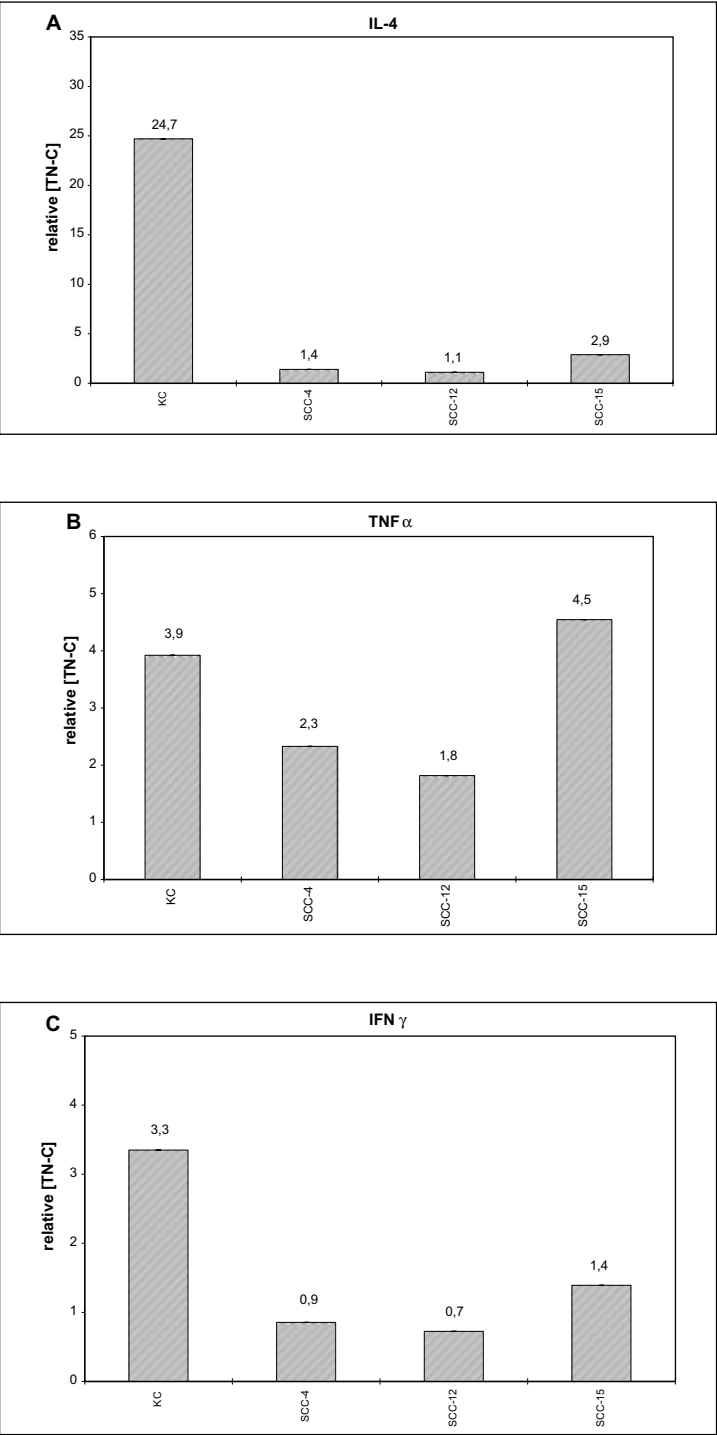 A
IL-4
relative [TN-C]
35
30
25
20
15
10
5
0
24,7
1,4
1,1
2,9
KC
SCC-4
SCC-12
SCC-15
B
TNF α
relative [TN-C]
6
5
4
3
2
1
0
3,9
2,3
1,8
4,5
KC
SCC-4
SCC-12
SCC-15
C
IFN γ
relative [TN-C]
5
4
3
2
1
0
3,3
0,9
0,7
1,4
KC
SCC-4
SCC-12
SCC-15